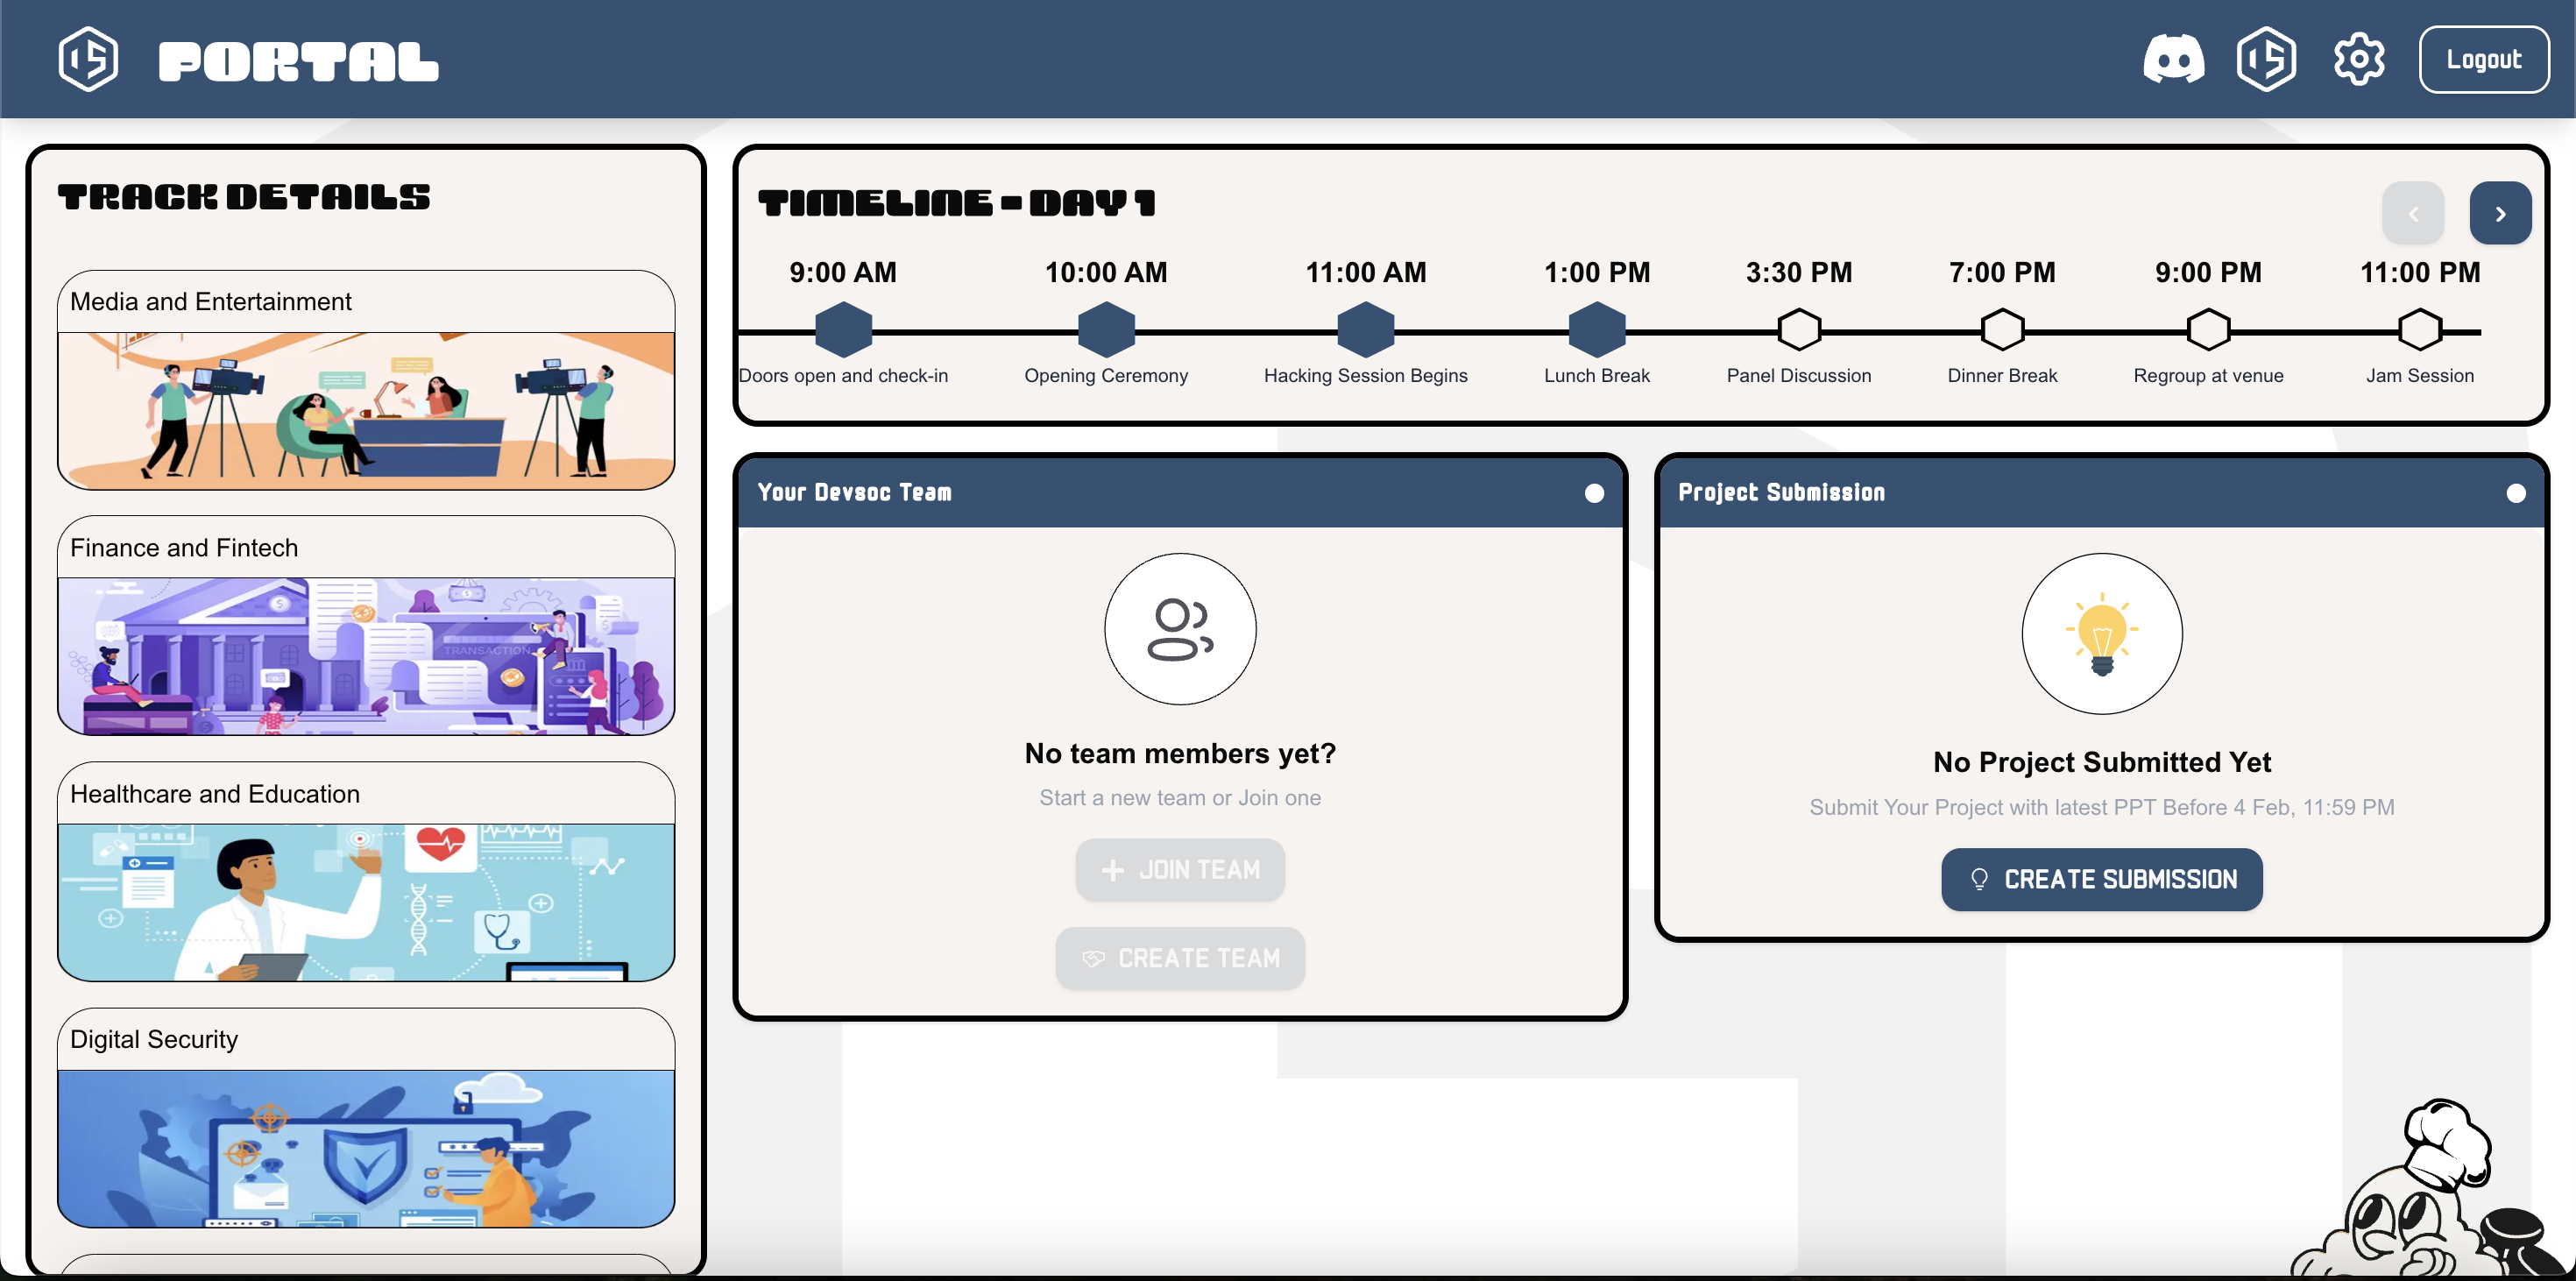 PORTAL
Logout
TRACK DETAILS
Media and Entertainment
Finance and Fintech
TRANSACTION
Healthcare and Education
Digital Security
TIMELINE - DAY 1
9:00 AM
10:00 AM
11:00 AM
1:00 PM
3:30 PM
7:00 PM
9:00 PM
11:00 PM
Doors open and check-in
Opening Ceremony
Hacking Session Begins
Lunch Break
Panel Discussion
Dinner Break
Regroup at venue
Jam Session
Your Devsoc Team
No team members yet?
Start a new team or Join one
JOIN TEAM
CREATE TEAM
Project Submission
No Project Submitted Yet
Submit Your Project with latest PPT Before 4 Feb, 11:59 PM
CREATE SUBMISSION